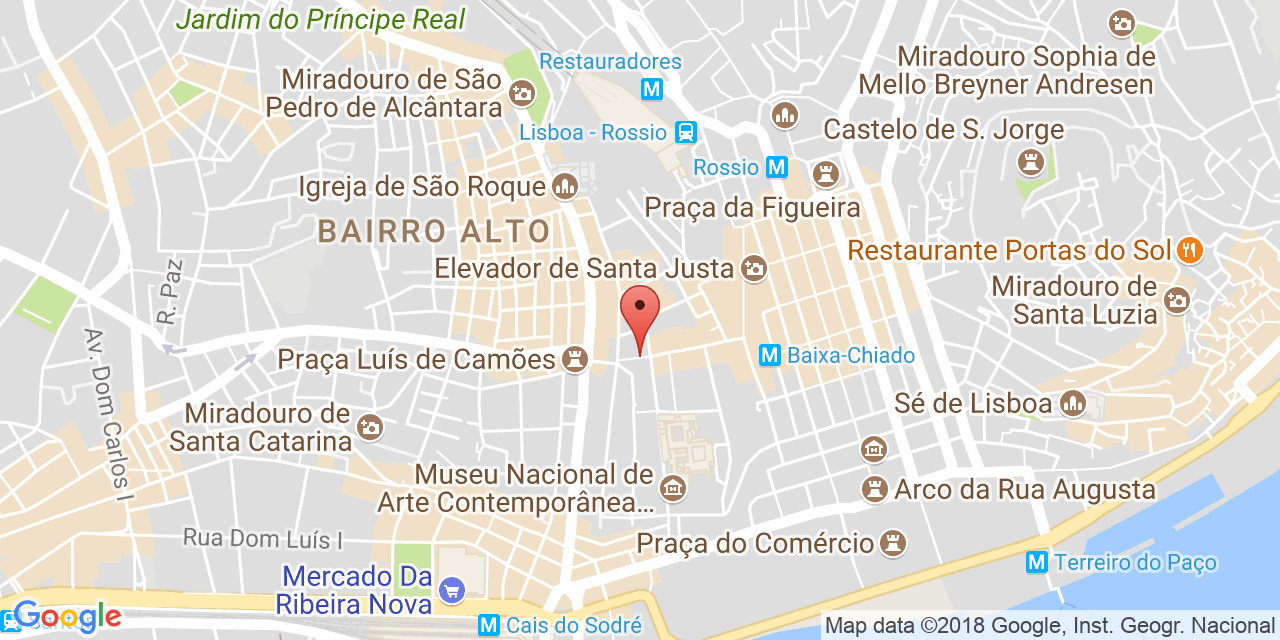 Jardim do Príncipe Real
Restauradores
Miradouro de São
Pedro de Alcântara
Miradouro Sophia de
Mello Breyner Andresen
Lisboa - Rossio
Castelo de S. Jorge
Rossio
Igreja de São Roque
Praça da Figueira
BAIRRO ALTO
Restaurante Portas do Sol
Elevador de Santa Justa
R. Paz
Miradouro de
Santa Luzia
Av. Dom Carlos I
Praça Luís de Camões
Baixa-Chiado
Sé de Lisboa
Miradouro de
Santa Catarina
Museu Nacional de
Arte Contemporânea...
Arco da Rua Augusta
Rua Dom Luís I
Praça do Comércio
Terreiro do Paço
Mercado Da
Ribeira Nova
Google
Cais do Sodré
Map data ©2018 Google, Inst. Geogr. Nacional